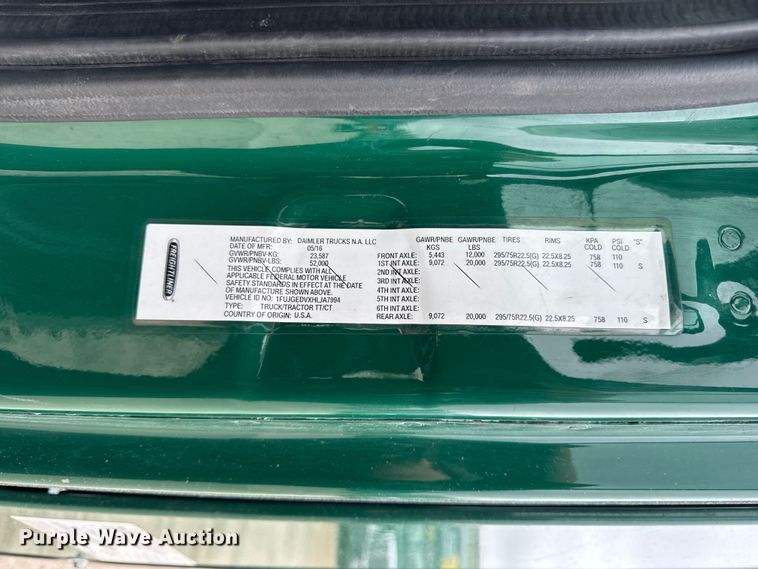 FREIGHTLINER
MANUFACTURED BY: DAIMLER TRUCKS N.A. LLC
DATE OF MFR: 05/16
GVWR/PNBV-KG: 23,587
GVWR/PNBV-LBS: 52,000
THIS VEHICLE COMPLIES WITH ALL
APPLICABLE FEDERAL MOTOR VEHICLE
SAFETY STANDARDS IN EFFECT AT THE DATE
OF MANUFACTURE SHOWN ABOVE.
VEHICLE ID NO.: 1FUJGEDVXHLJA7994
TYPE: TRUCK/TRACTOR TT/CT
COUNTRY OF ORIGIN: U.S.A.
GAWR/PNBE KGS GAWR/PNBE LBS TIRES RIMS KPA COLD PSI COLD "S"
FRONT AXLE: 5,443 12,000 295/75R22.5(G) 22.5X8.25 758 110
1ST INT AXLE: 9,072 20,000 295/75R22.5(G) 22.5X8.25 758 110 S
2ND INT AXLE:
3RD INT AXLE:
4TH INT AXLE:
5TH INT AXLE:
6TH INT AXLE:
REAR AXLE: 9,072 20,000 295/75R22.5(G) 22.5X8.25 758 110 S
Purple Wave Auction